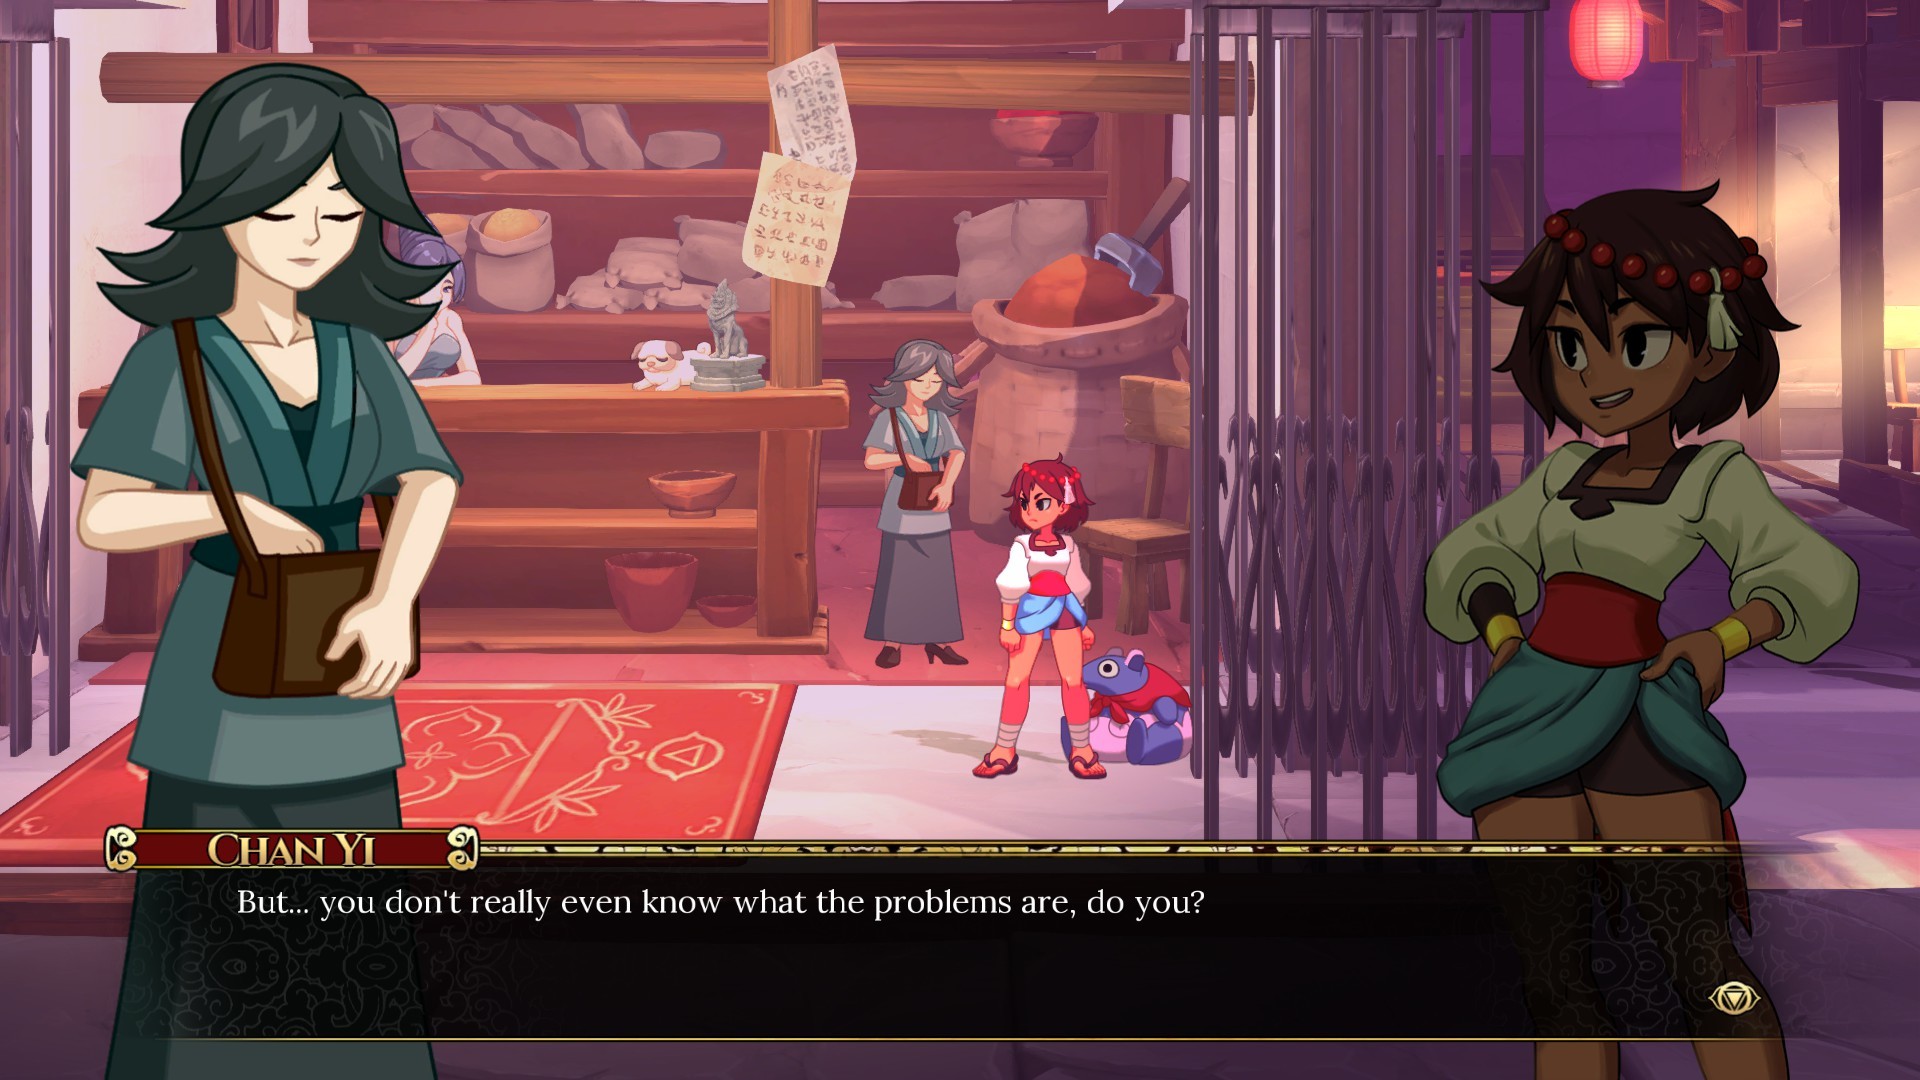 CHAN YI
But... you don't really even know what the problems are, do you?